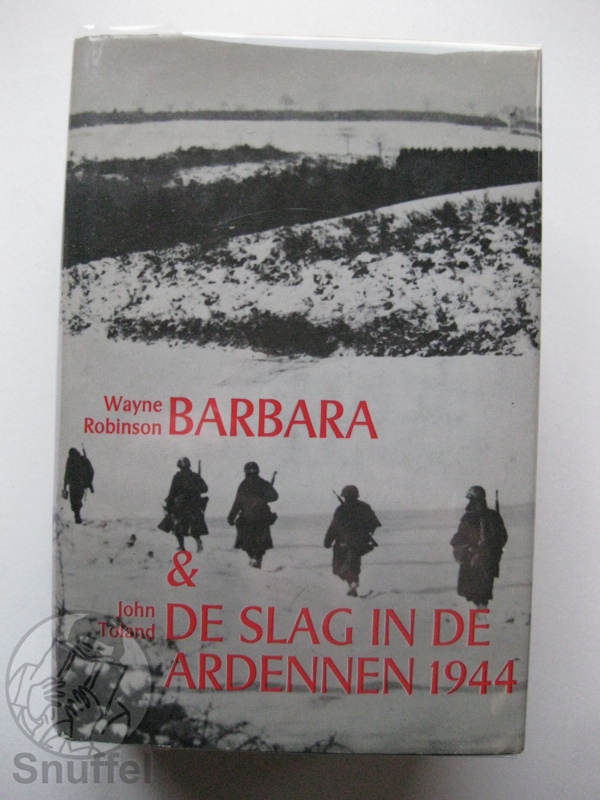 Wayne
Robinson BARBARA
&
John
Toland DE SLAG IN DE
ARDENNEN 1944
Snuffel